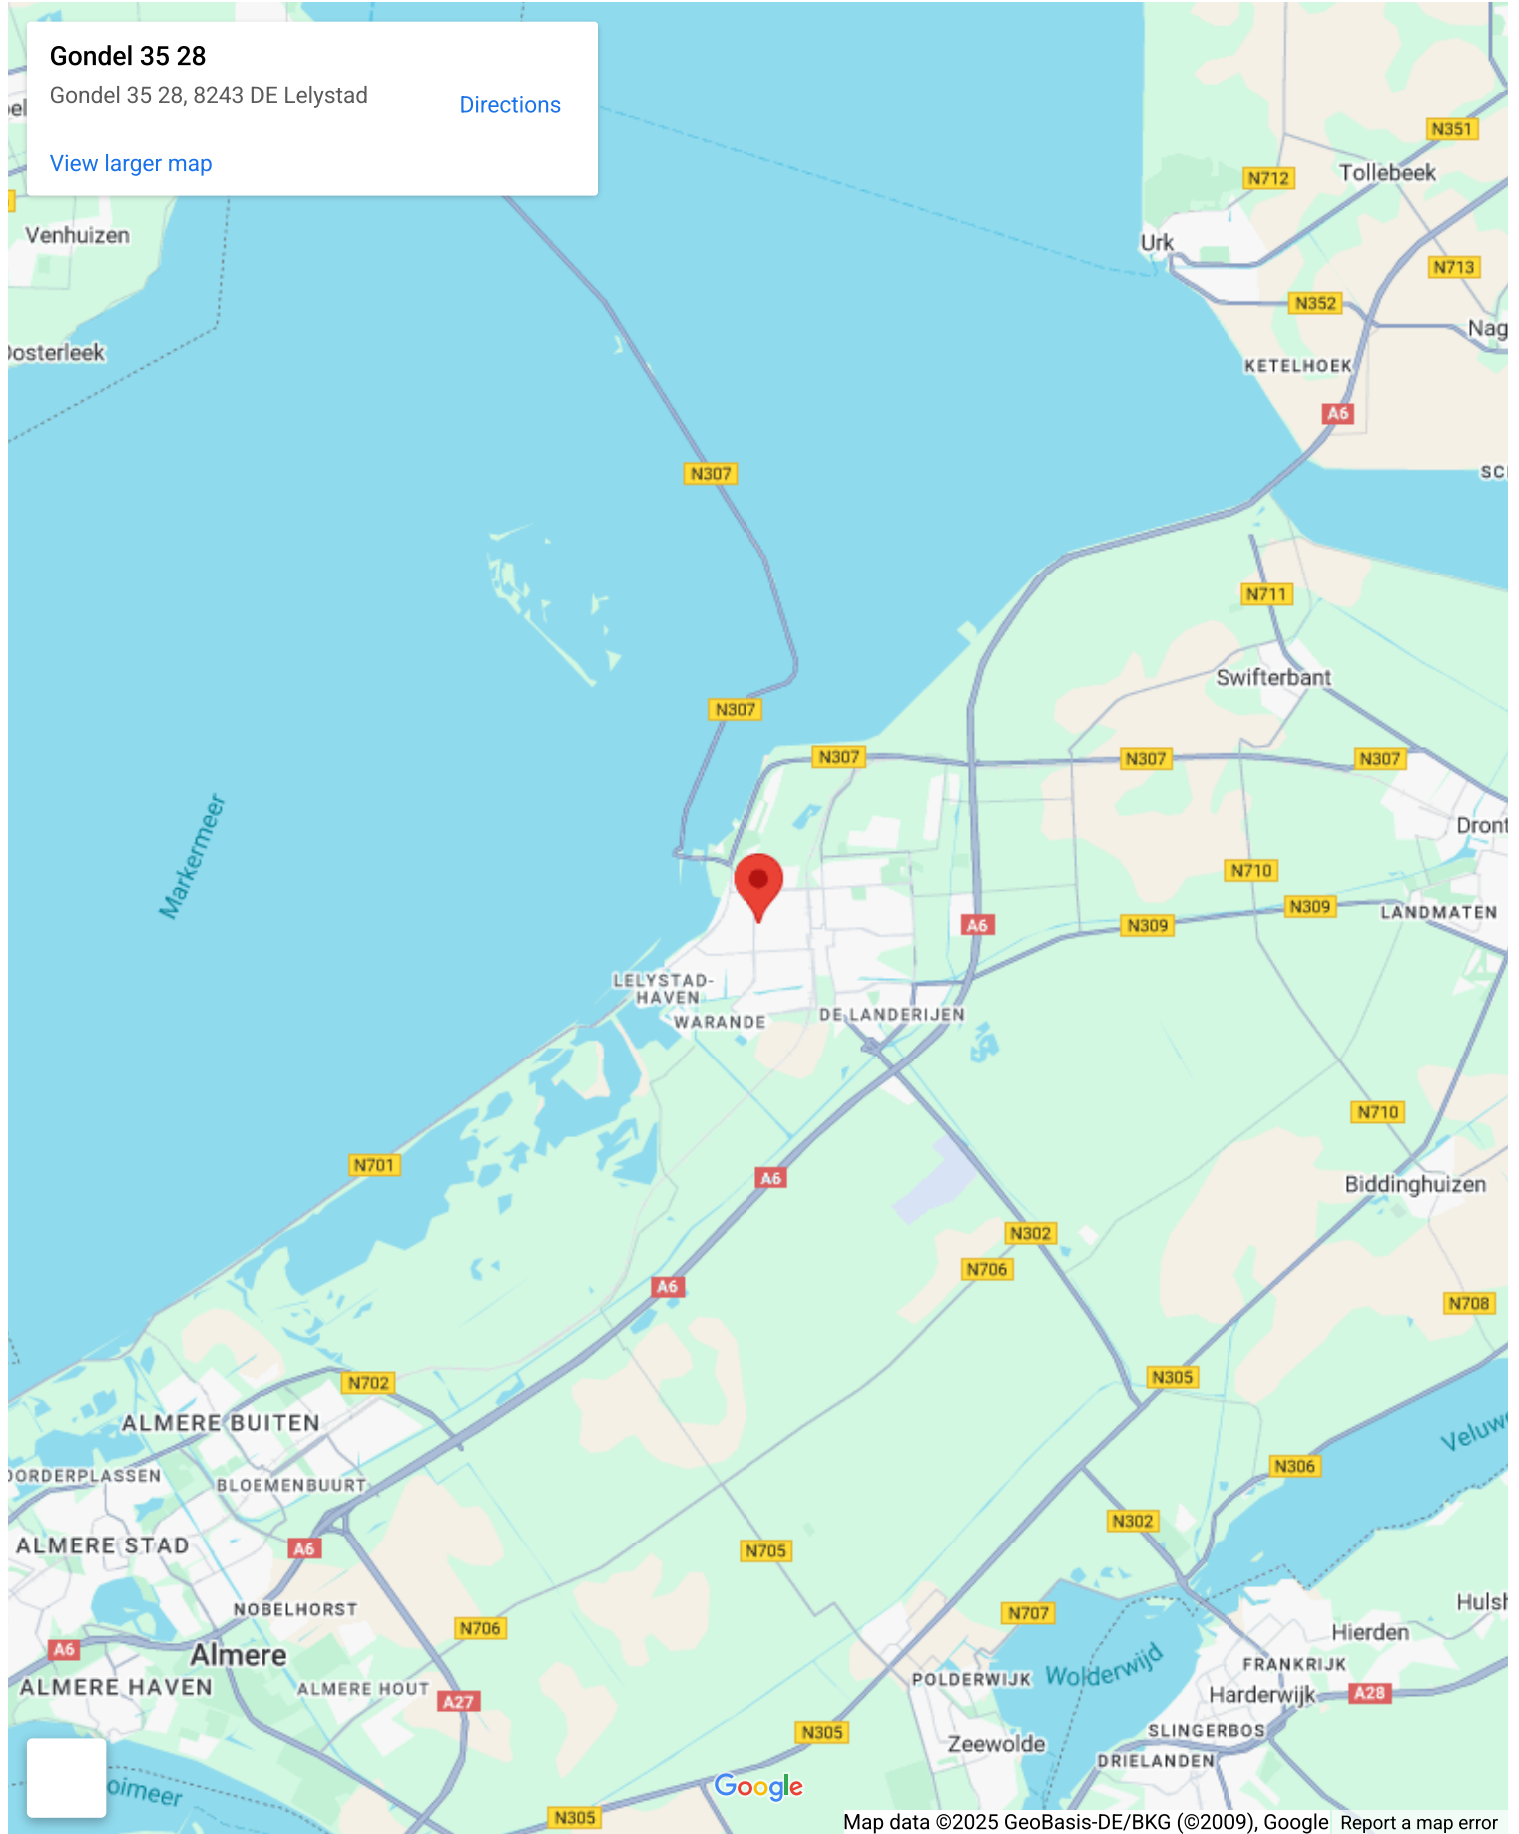 Gondel 35 28
Gondel 35 28, 8243 DE Lelystad
Directions
View larger map
N351
Tollebeek
N712
Venhuizen
Urk
N713
N352
Nag
Oosterleek
KETELHOEK
A6
N307
N711
Swifterbant
N307
N307
N307
N307
Markermeer
Dront
N710
N309
LANDMATEN
A6
N309
LELYSTAD-
HAVEN
WARANDE
DE LANDERIJEN
N710
N701
A6
Biddinghuizen
N302
N706
A6
N708
N305
N702
ALMERE BUITEN
Veluwe
N306
OORDERPLASSEN
BLOEMENBUURT
N302
ALMERE STAD
A6
N705
NOBELHORST
N707
Hulsh
N706
Hierden
A6
Almere
Wolderwijd
FRANKRIJK
POLDERWIJK
ALMERE HAVEN
ALMERE HOUT
Harderwijk
A28
A27
N305
SLINGERBOS
Zeewolde
DRIELANDEN
Google
oimeer
N305
Map data ©2025 GeoBasis-DE/BKG (©2009), Google
Report a map error